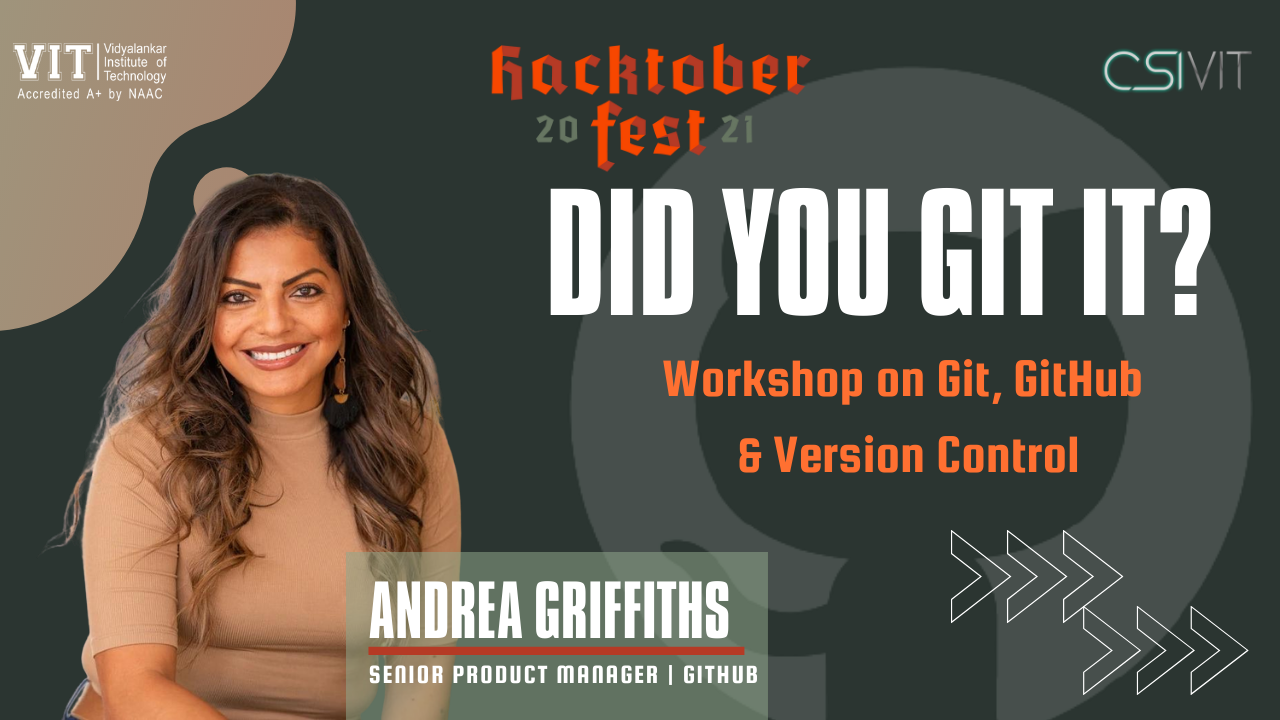 VIT
Vidyalankar
Institute of
Technology
Accredited A+ by NAAC
hacktober
20 fest 21
CSIVIT
DID YOU GIT IT?
Workshop on Git, GitHub
& Version Control
ANDREA GRIFFITHS
SENIOR PRODUCT MANAGER | GITHUB